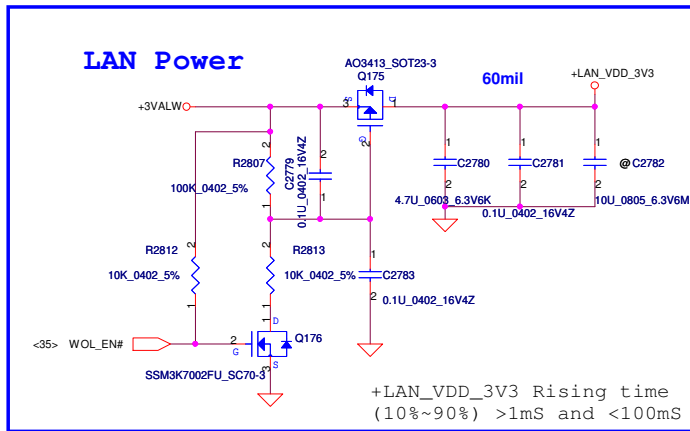 LAN Power
AO3413_SOT23-3
Q175
60mil
+LAN_VDD_3V3
+3VALW
S
3
D
1
G
2
2
R2807
100K_0402_5%
1
2
C2779
0.1U_0402_16V4Z
1
1
C2780
2
4.7U_0603_6.3V6K
1
C2781
2
0.1U_0402_16V4Z
1
@C2782
2
10U_0805_6.3V6M
R2812
2
10K_0402_5%
1
2
R2813
10K_0402_5%
1
1
C2783
2
0.1U_0402_16V4Z
<35> WOL_EN#
2
G
1
D
Q176
S
3
SSM3K7002FU_SC70-3
+LAN_VDD_3V3 Rising time
(10%~90%) >1mS and <100mS